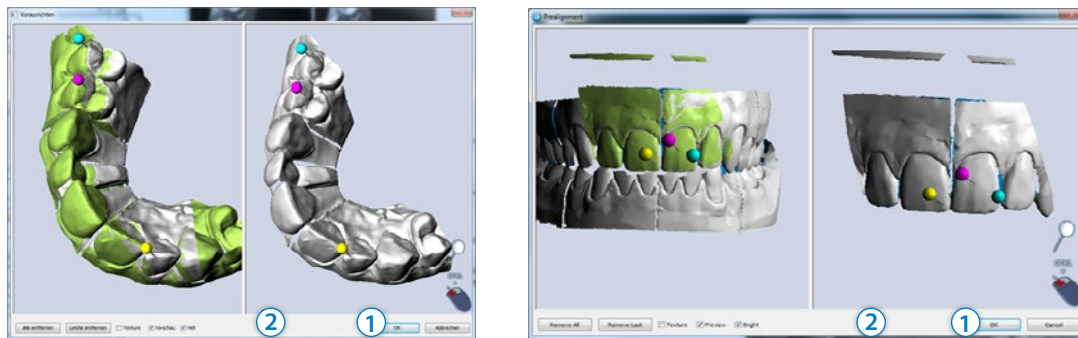 Vorausrichten
2
1
Alle entfernen Letzte entfernen Texture Vorschau Hell OK Abbrechen
Prealignment
2
1
Remove All Remove Last Texture Preview Bright OK Cancel